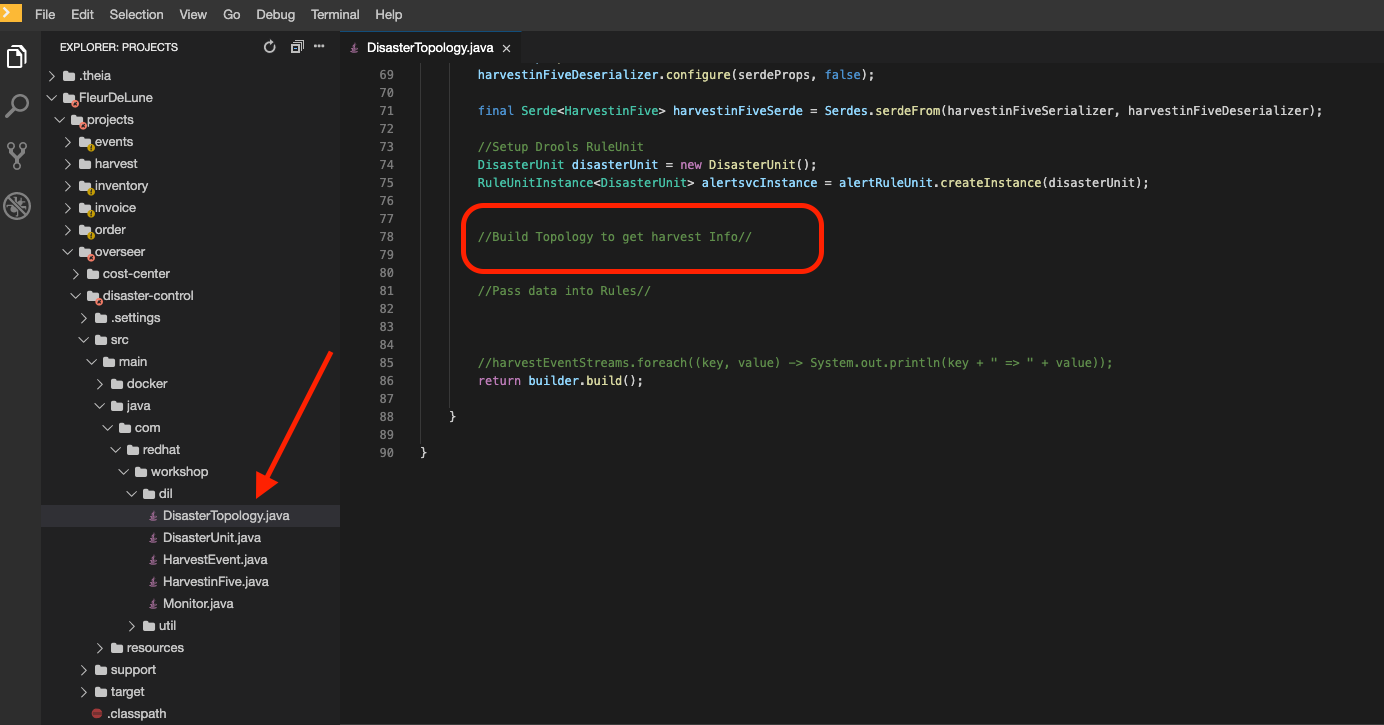 File Edit Selection View Go Debug Terminal Help
EXPLORER: PROJECTS
.theia
FleurDeLune
projects
events
harvest
inventory
invoice
order
overseer
cost-center
disaster-control
.settings
src
main
docker
java
com
redhat
workshop
dil
DisasterTopology.java
DisasterUnit.java
HarvestEvent.java
HarvestinFive.java
Monitor.java
util
resources
support
target
.classpath
DisasterTopology.java ×
69 harvestinFiveDeserializer.configure(serdeProps, false);
70
71 final Serde<HarvestinFive> harvestinFiveSerde = Serdes.serdeFrom(harvestinFiveSerializer, harvestinFiveDeserializer);
72
73 //Setup Drools RuleUnit
74 DisasterUnit disasterUnit = new DisasterUnit();
75 RuleUnitInstance<DisasterUnit> alertsvcInstance = alertRuleUnit.createInstance(disasterUnit);
76
77
78 //Build Topology to get harvest Info//
79
80
81 //Pass data into Rules//
82
83
84
85 //harvestEventStreams.foreach((key, value) -> System.out.println(key + " => " + value));
86 return builder.build();
87
88 }
89
90 }